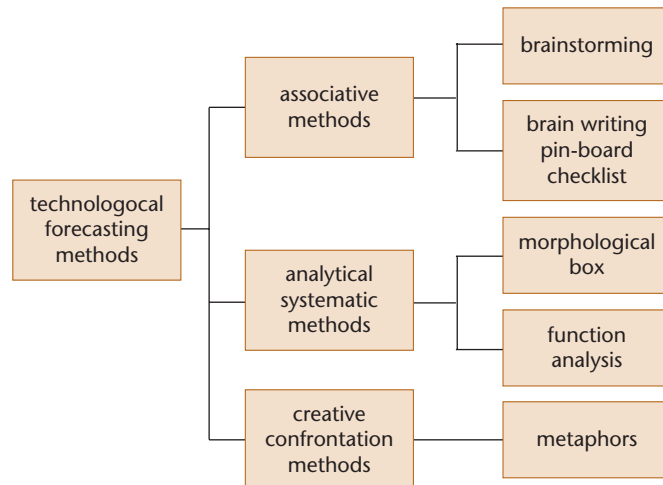 technologocal
forecasting
methods
associative
methods
brainstorming
brain writing
pin-board
checklist
analytical
systematic
methods
morphological
box
function
analysis
creative
confrontation
methods
metaphors